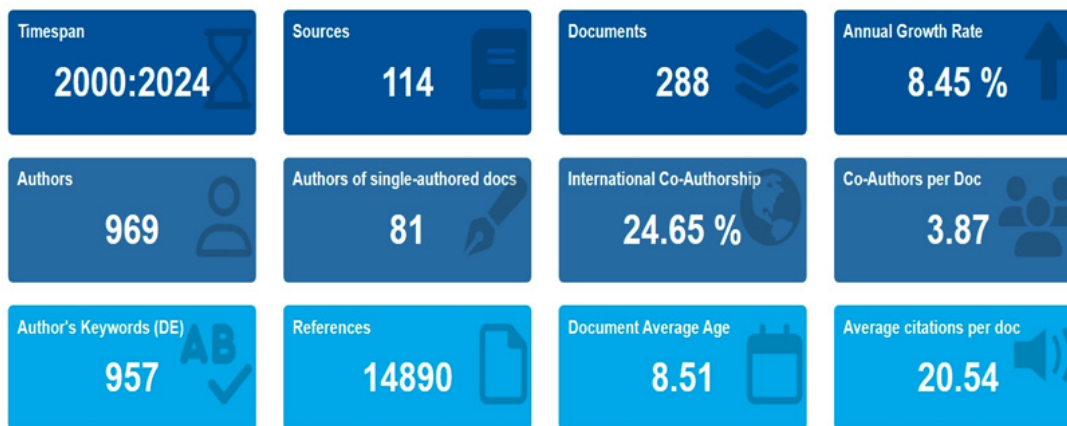 Timespan
2000:2024
Sources
114
Documents
288
Annual Growth Rate
8.45 %
Authors
969
Authors of single-authored docs
81
International Co-Authorship
24.65 %
Co-Authors per Doc
3.87
Author's Keywords (DE)
AB
957
References
14890
Document Average Age
8.51
Average citations per doc
20.54